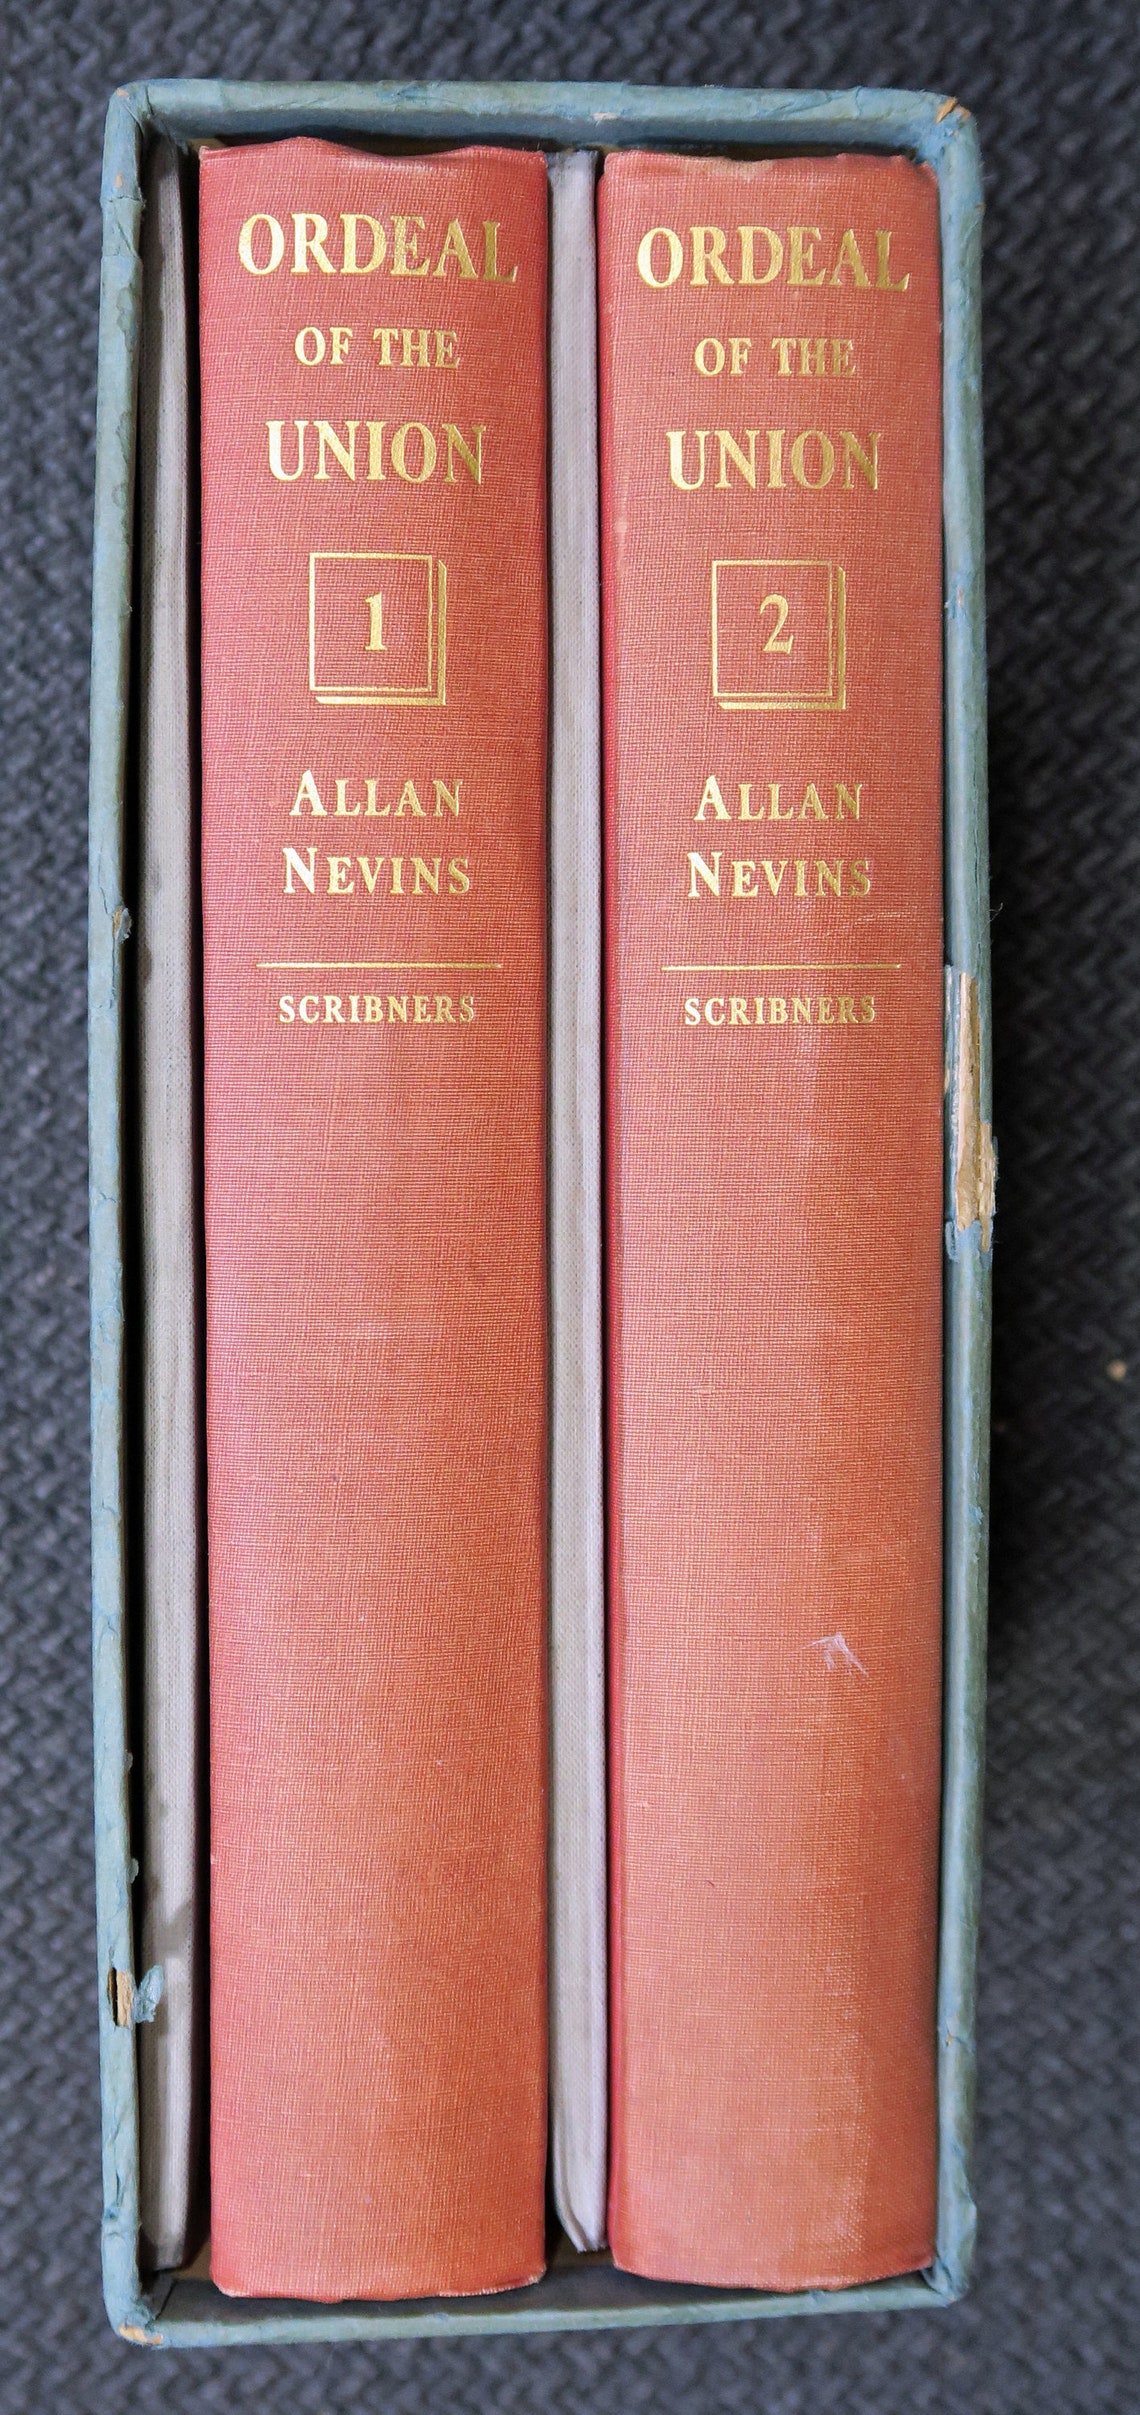 ORDEAL
OF THE
UNION
1
ALLAN
NEVINS
SCRIBNERS
ORDEAL
OF THE
UNION
2
ALLAN
NEVINS
SCRIBNERS